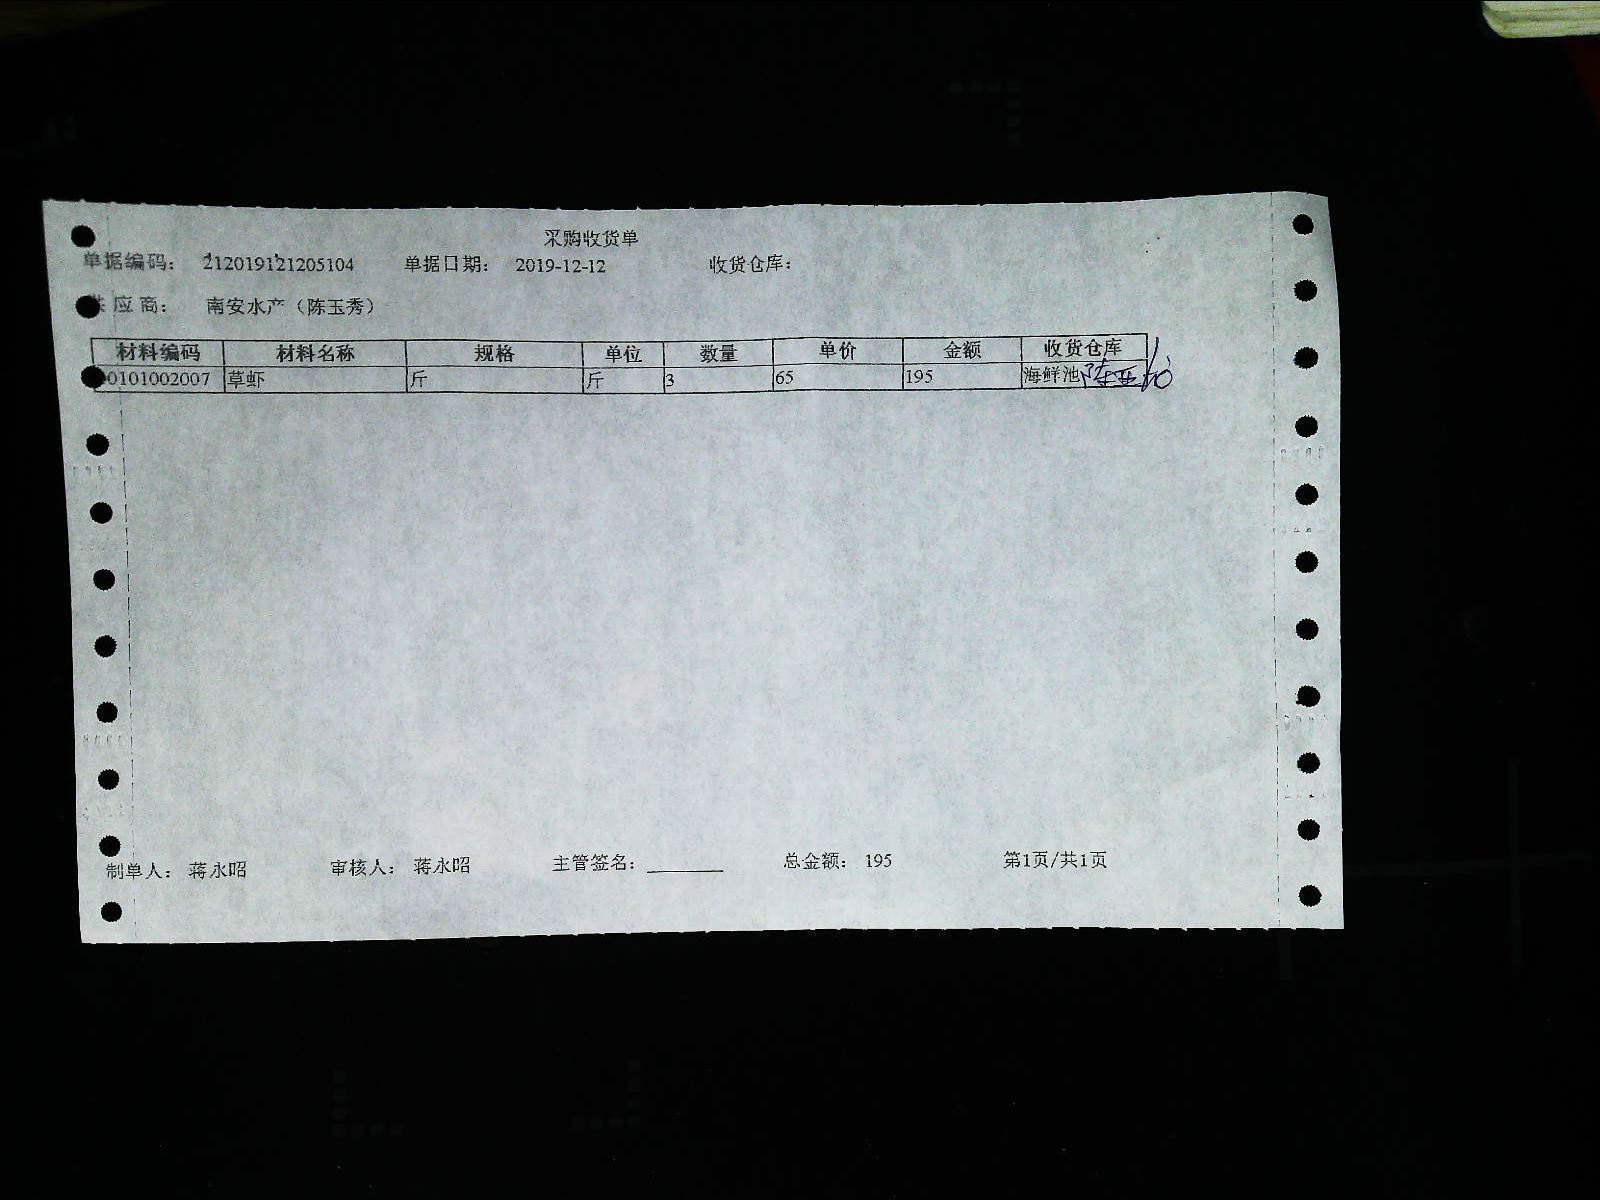 采购收货单
单据编码: 212019121205104 单据日期: 2019-12-12 收货仓库:
应商: 南安水产（陈玉秀）
材料编码 材料名称 规格 单位 数量 单价 金额 收货仓库
0101002007 草虾 斤 斤 3 65 195 海鲜池
制单人: 蒋永昭 审核人: 蒋永昭 主管签名: 总金额: 195 第1页/共1页